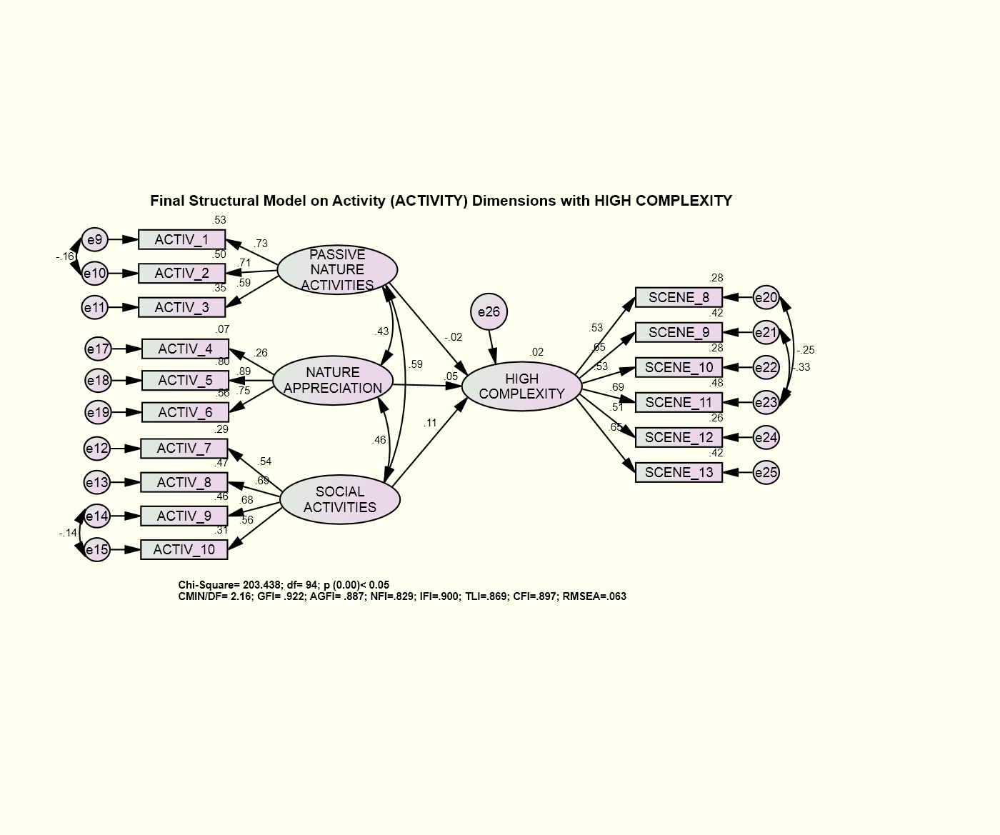 Final Structural Model on Activity (ACTIVITY) Dimensions with HIGH COMPLEXITY
.53
e9
ACTIV_1
.73
-.16
.50
e10
ACTIV_2
.71
.35
.59
e11
ACTIV_3
PASSIVE
NATURE
ACTIVITIES
.07
e17
ACTIV_4
.26
.80
e18
ACTIV_5
.89
.56
.75
e19
ACTIV_6
NATURE
APPRECIATION
.29
e12
ACTIV_7
.54
.47
e13
ACTIV_8
.69
.46
.68
e14
ACTIV_9
-.14
.31
.56
e15
ACTIV_10
SOCIAL
ACTIVITIES
.43
.59
.46
-.02
.05
.11
e26
.02
HIGH
COMPLEXITY
.28
.53
SCENE_8
e20
.42
.65
SCENE_9
e21
.28
.53
SCENE_10
e22
-.25
-.33
.48
.69
SCENE_11
e23
.26
.51
SCENE_12
e24
.42
.65
SCENE_13
e25
Chi-Square= 203.438; df= 94; p (0.00)< 0.05
CMIN/DF= 2.16; GFI= .922; AGFI= .887; NFI=.829; IFI=.900; TLI=.869; CFI=.897; RMSEA=.063